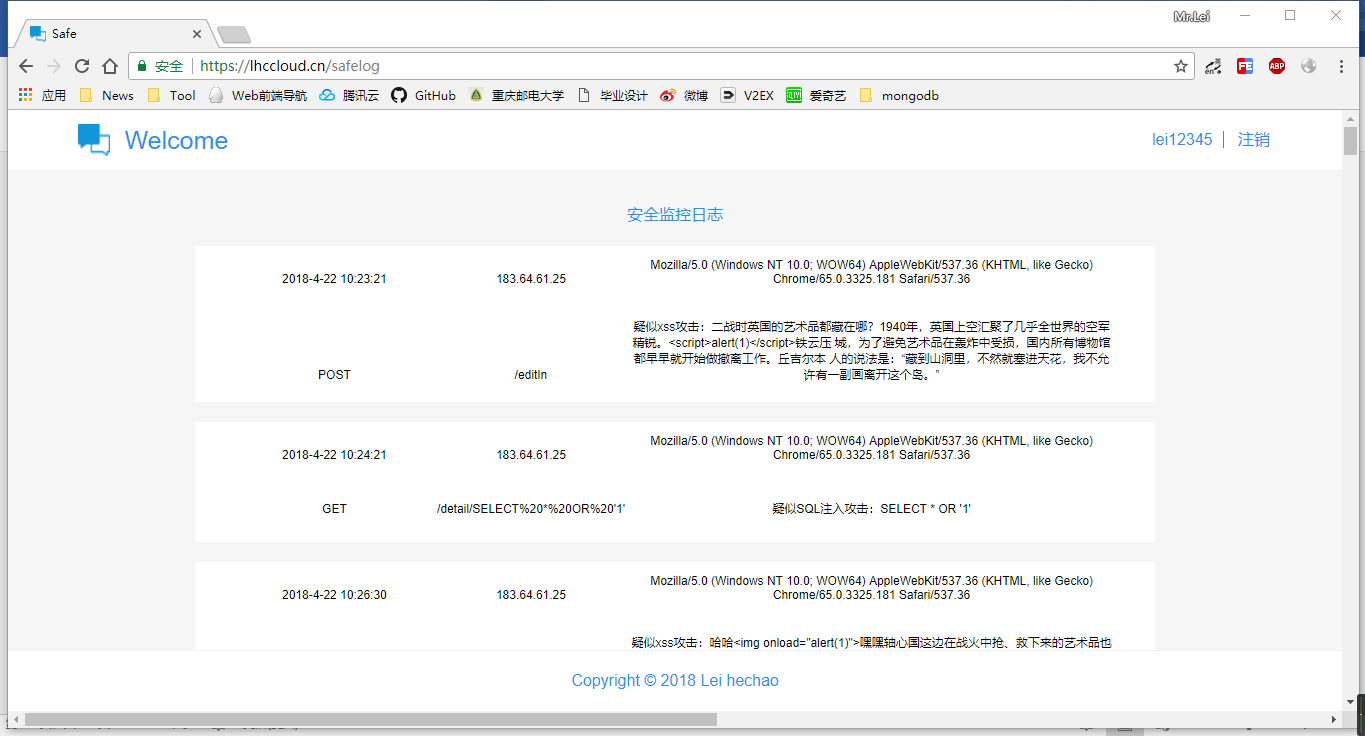 Mr.Lei
Safe
安全 https://lhccloud.cn/safelog
应用 News Tool Web前端导航 腾讯云 GitHub 重庆邮电大学 毕业设计 微博 V2EX 爱奇艺 mongodb
Welcome
lei12345 | 注销
安全监控日志
Mozilla/5.0 (Windows NT 10.0; WOW64) AppleWebKit/537.36 (KHTML, like Gecko)
2018-4-22 10:23:21 183.64.61.25 Chrome/65.0.3325.181 Safari/537.36
疑似xss攻击：二战时英国的艺术品都藏在哪？1940年，英国上空汇聚了几乎全世界的空军
精锐。<script>alert(1)</script>铁云压 城，为了避免艺术品在轰炸中受损，国内所有博物馆
都早早就开始做撤离工作。丘吉尔本 人的说法是：“藏到山洞里，不然就塞进天花，我不允
POST /editIn 许有一副画离开这个岛。”
Mozilla/5.0 (Windows NT 10.0; WOW64) AppleWebKit/537.36 (KHTML, like Gecko)
2018-4-22 10:24:21 183.64.61.25 Chrome/65.0.3325.181 Safari/537.36
GET /detail/SELECT%20*%20OR%20'1' 疑似SQL注入攻击：SELECT * OR '1'
Mozilla/5.0 (Windows NT 10.0; WOW64) AppleWebKit/537.36 (KHTML, like Gecko)
2018-4-22 10:26:30 183.64.61.25 Chrome/65.0.3325.181 Safari/537.36
疑似xss攻击：哈哈<img onload="alert(1)">嘿嘿轴心国这边在战火中抢、救下来的艺术品也
Copyright © 2018 Lei hechao